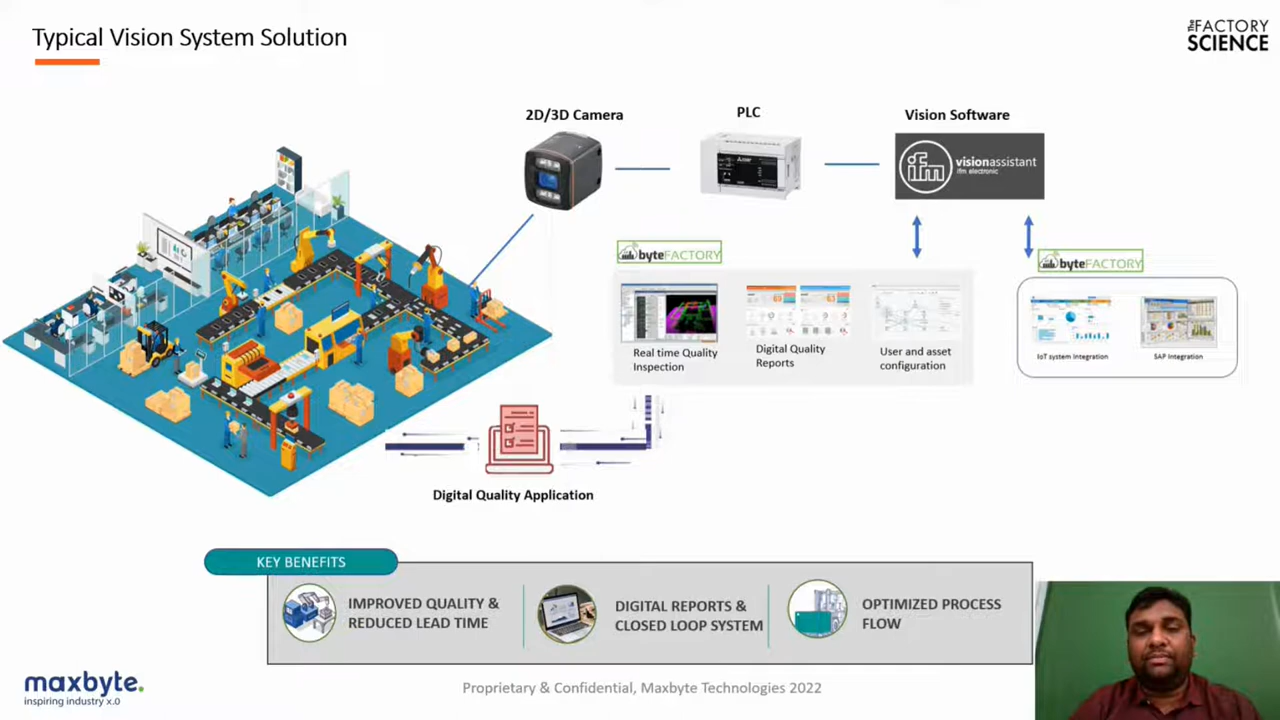 Typical Vision System Solution
The
FACTORY
SCIENCE
2D/3D Camera
PLC
Vision Software
ifm
visionassistant
ifm electronic
byteFACTORY
byteFACTORY
Real time Quality
Inspection
Digital Quality
Reports
User and asset
configuration
IoT system Integration
SAP Integration
Digital Quality Application
KEY BENEFITS
IMPROVED QUALITY &
REDUCED LEAD TIME
DIGITAL REPORTS &
CLOSED LOOP SYSTEM
OPTIMIZED PROCESS
FLOW
maxbyte.
inspiring industry x.0
Proprietary & Confidential, Maxbyte Technologies 2022